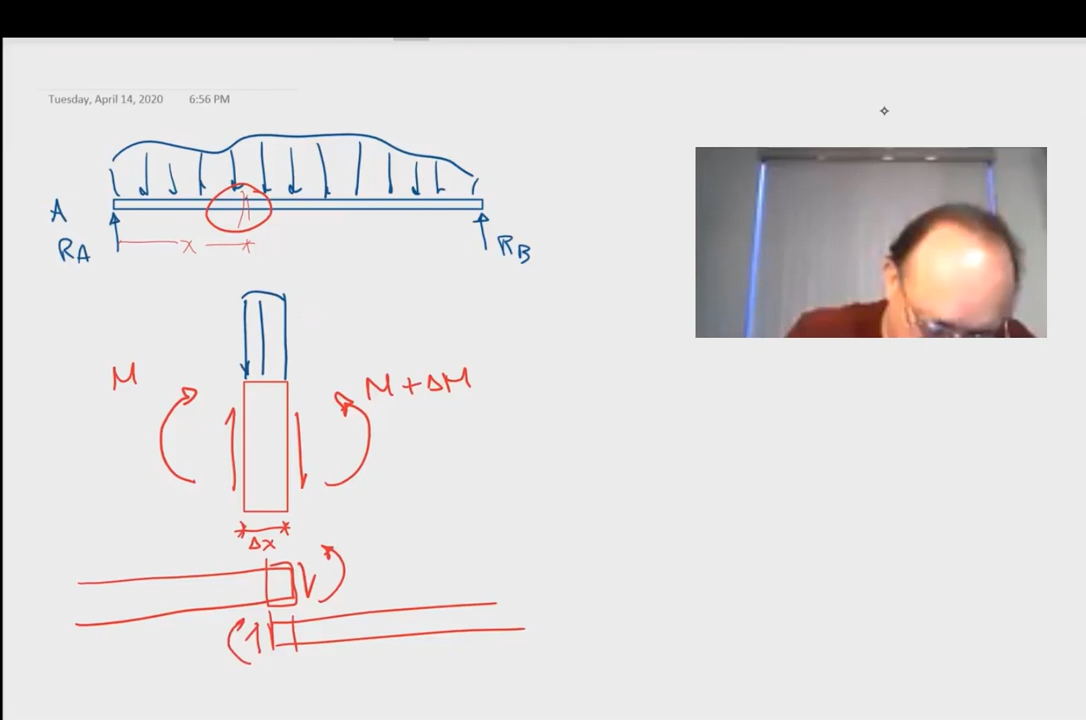 Tuesday, April 14, 2020 6:56 PM
A
RA
x
RB
M
M + ΔM
Δx